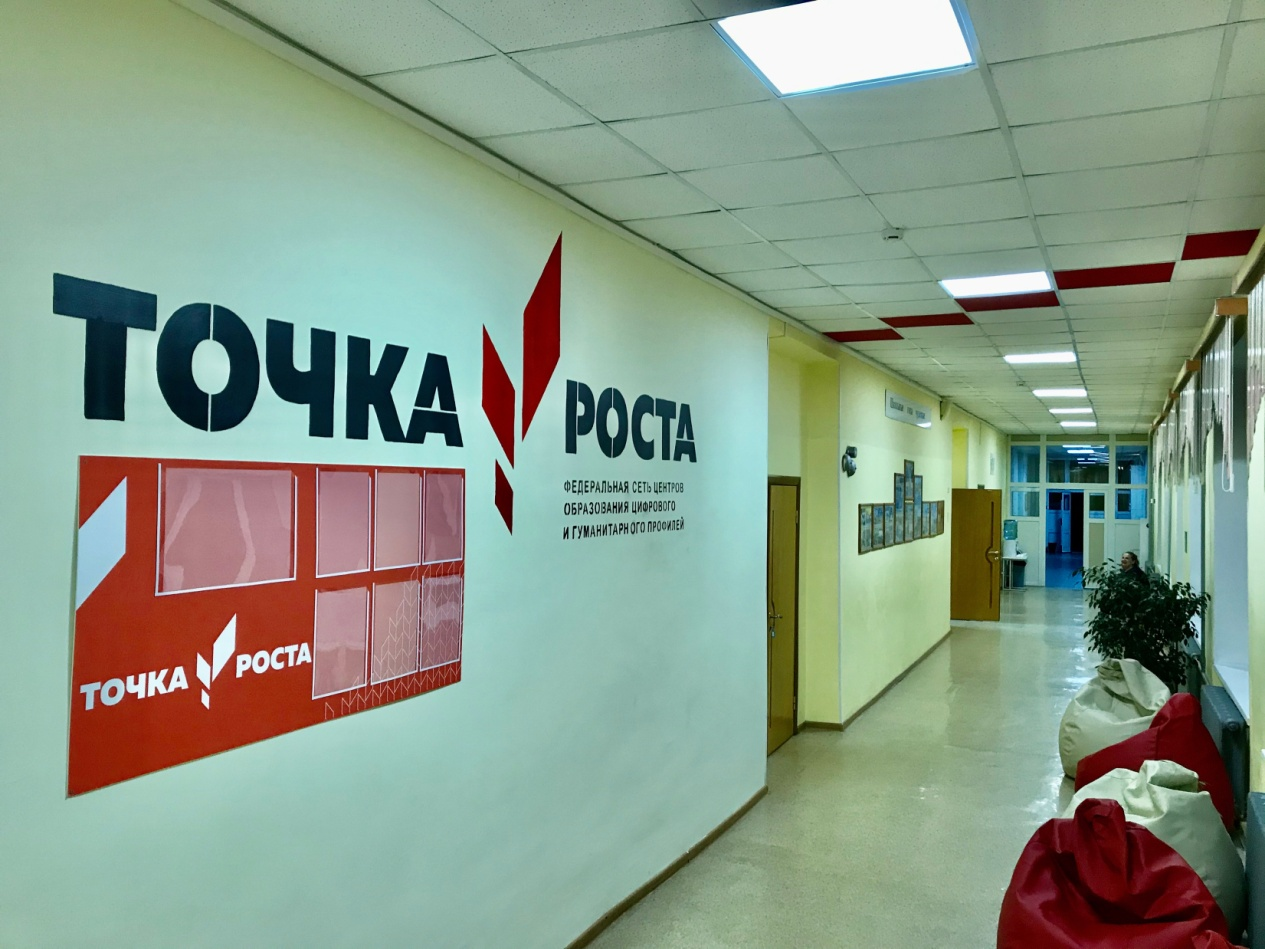 ТОЧКА РОСТА
ФЕДЕРАЛЬНАЯ СЕТЬ ЦЕНТРОВ
ОБРАЗОВАНИЯ ЦИФРОВОГО
И ГУМАНИТАРНОГО ПРОФИЛЕЙ
ТОЧКА РОСТА